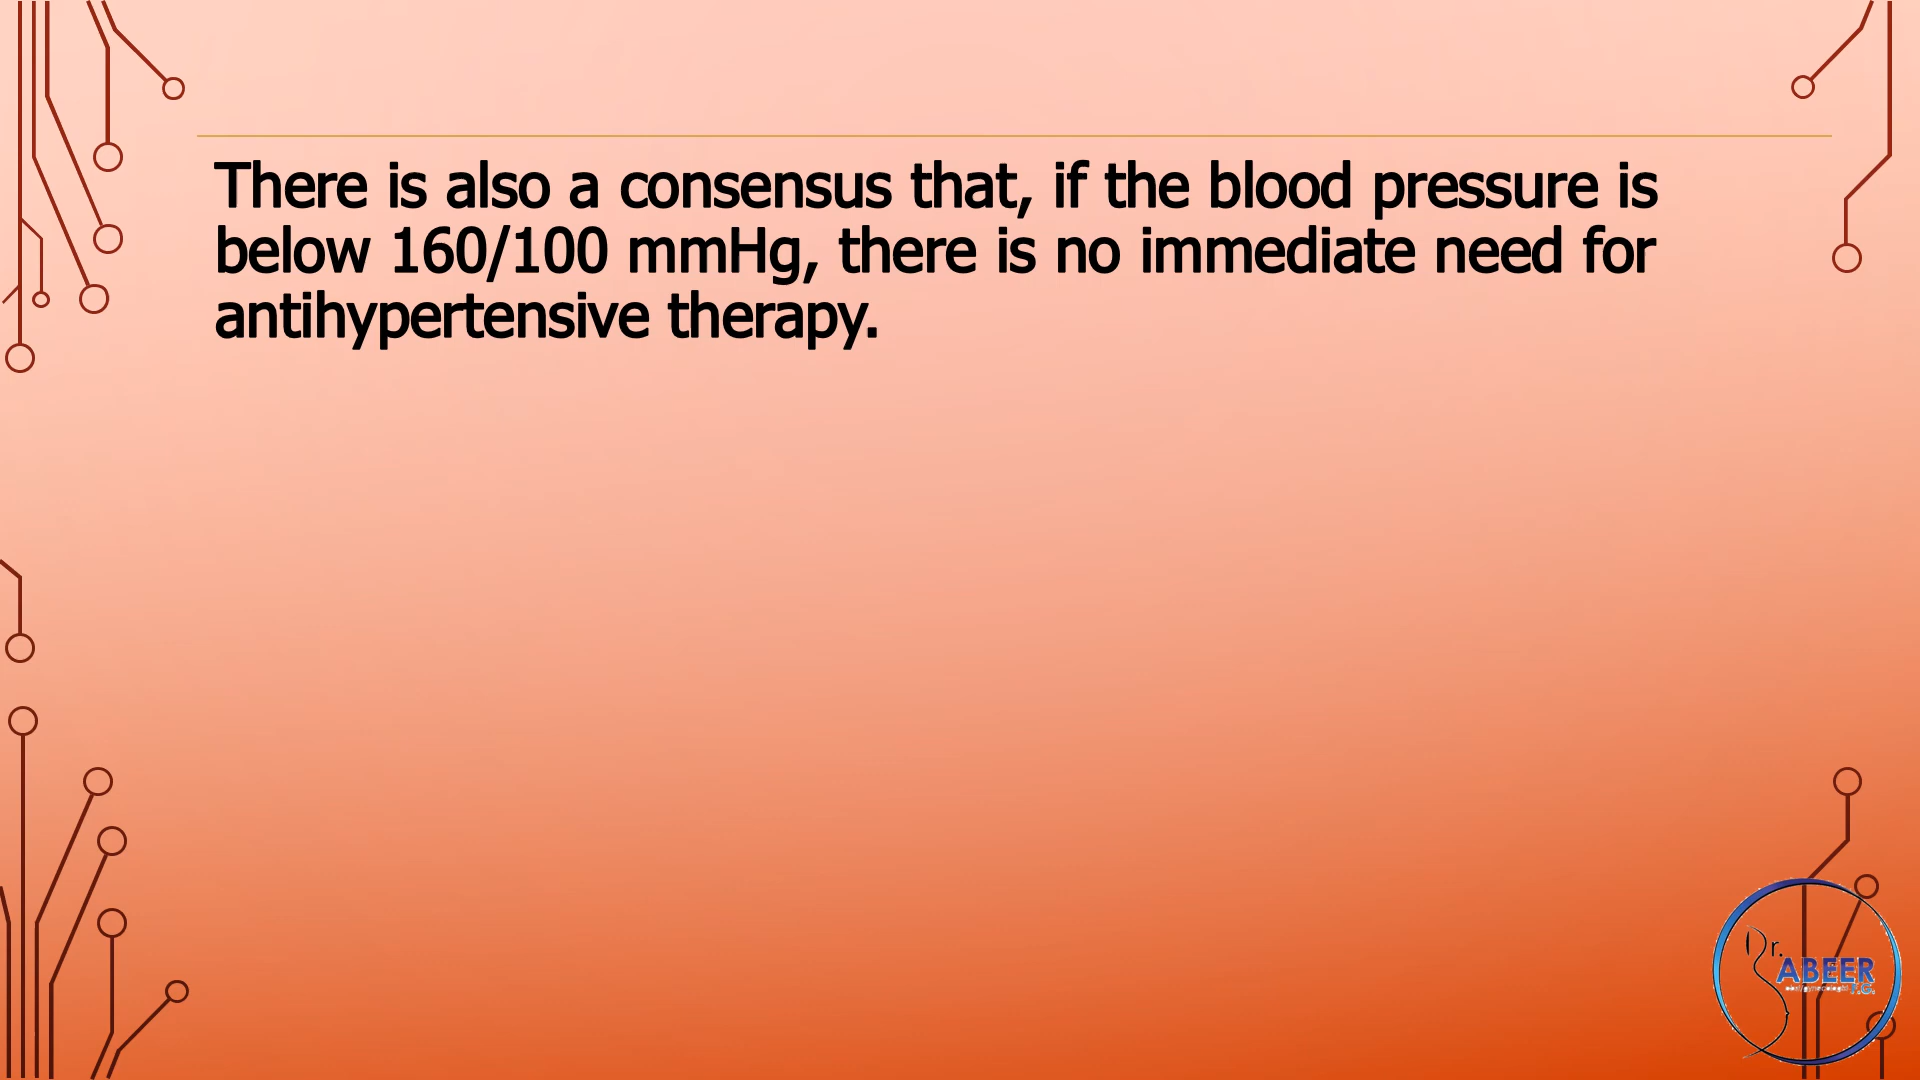 There is also a consensus that, if the blood pressure is
below 160/100 mmHg, there is no immediate need for
antihypertensive therapy.
Dr.
ABEER
F.G.